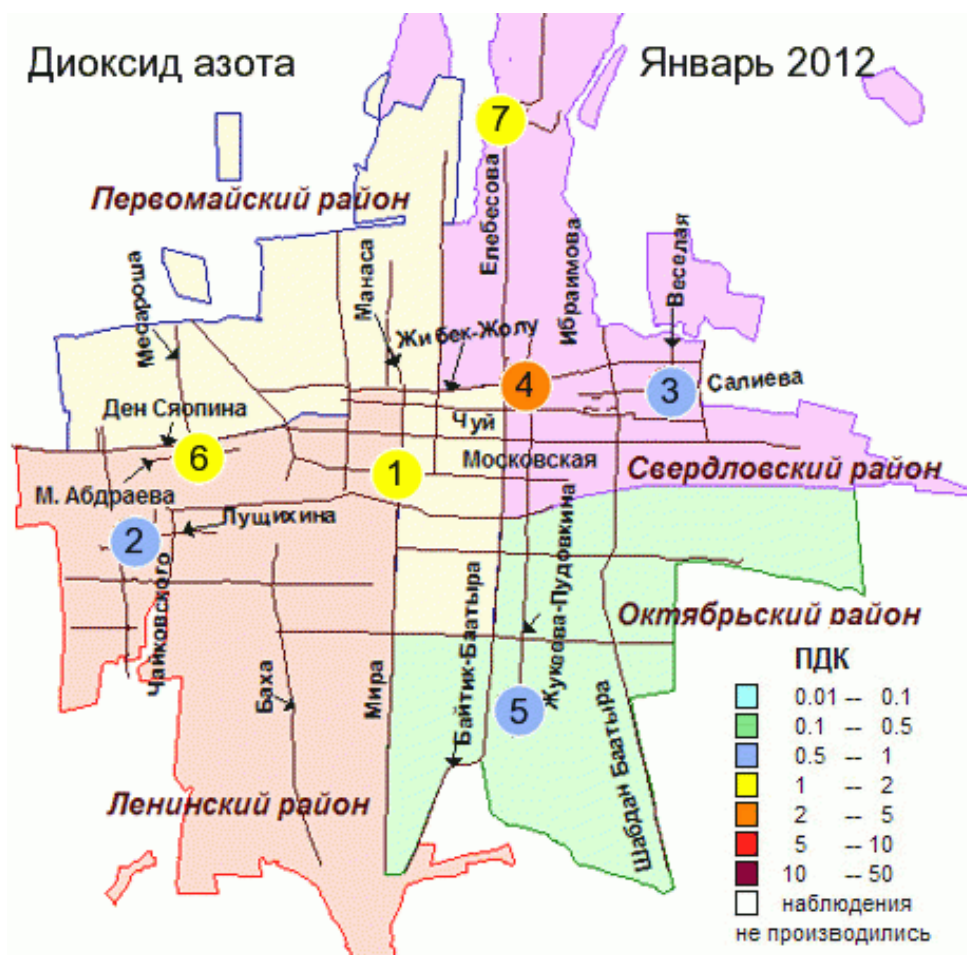 Диоксид азота
Январь 2012
7
Первомайский район
Елебесова
Ибраимова
Веселая
Манаса
Месароша
Жибек-Жолу
4
3
Салиева
Ден Сяопина
Чуй
6
1
Московская
Свердловский район
М. Абдраева
Лущихина
2
Чайковского
Баха
Мира
Байтик-Баатыра
Жукеева-Пудовкина
Октябрьский район
5
Шабдан Баатыра
Ленинский район
ПДК
0.01 -- 0.1
0.1 -- 0.5
0.5 -- 1
1 -- 2
2 -- 5
5 -- 10
10 -- 50
наблюдения
не производились